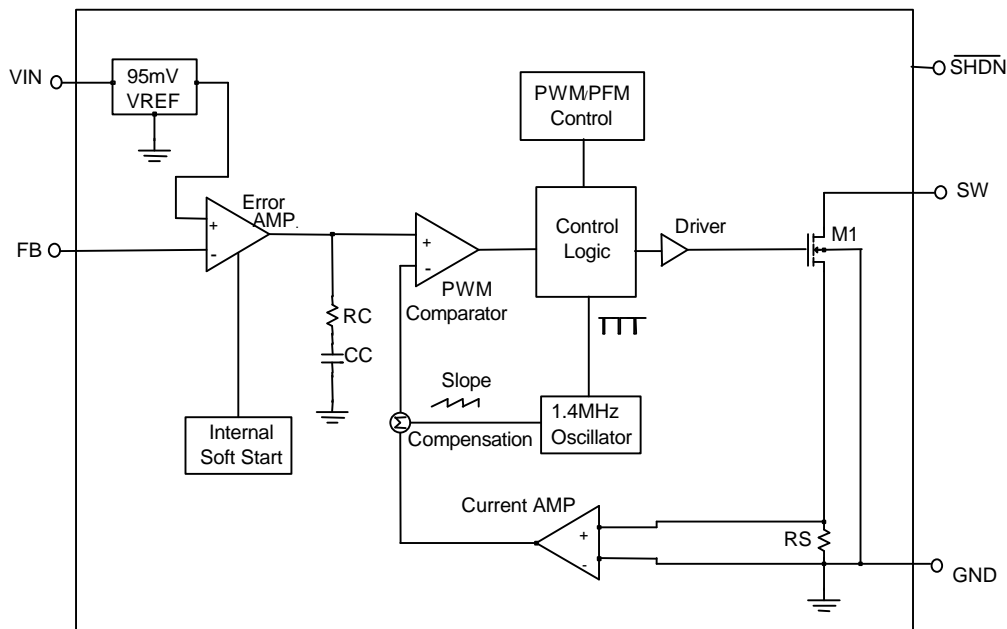 VIN
95mV
VREF
SHDN
PWM/PFM
Control
Error
AMP.
+
-
FB
+
-
PWM
Comparator
Control
Logic
Driver
M1
SW
RC
CC
Slope
Σ
Compensation
1.4MHz
Oscillator
Internal
Soft Start
Current AMP
+
-
RS
GND